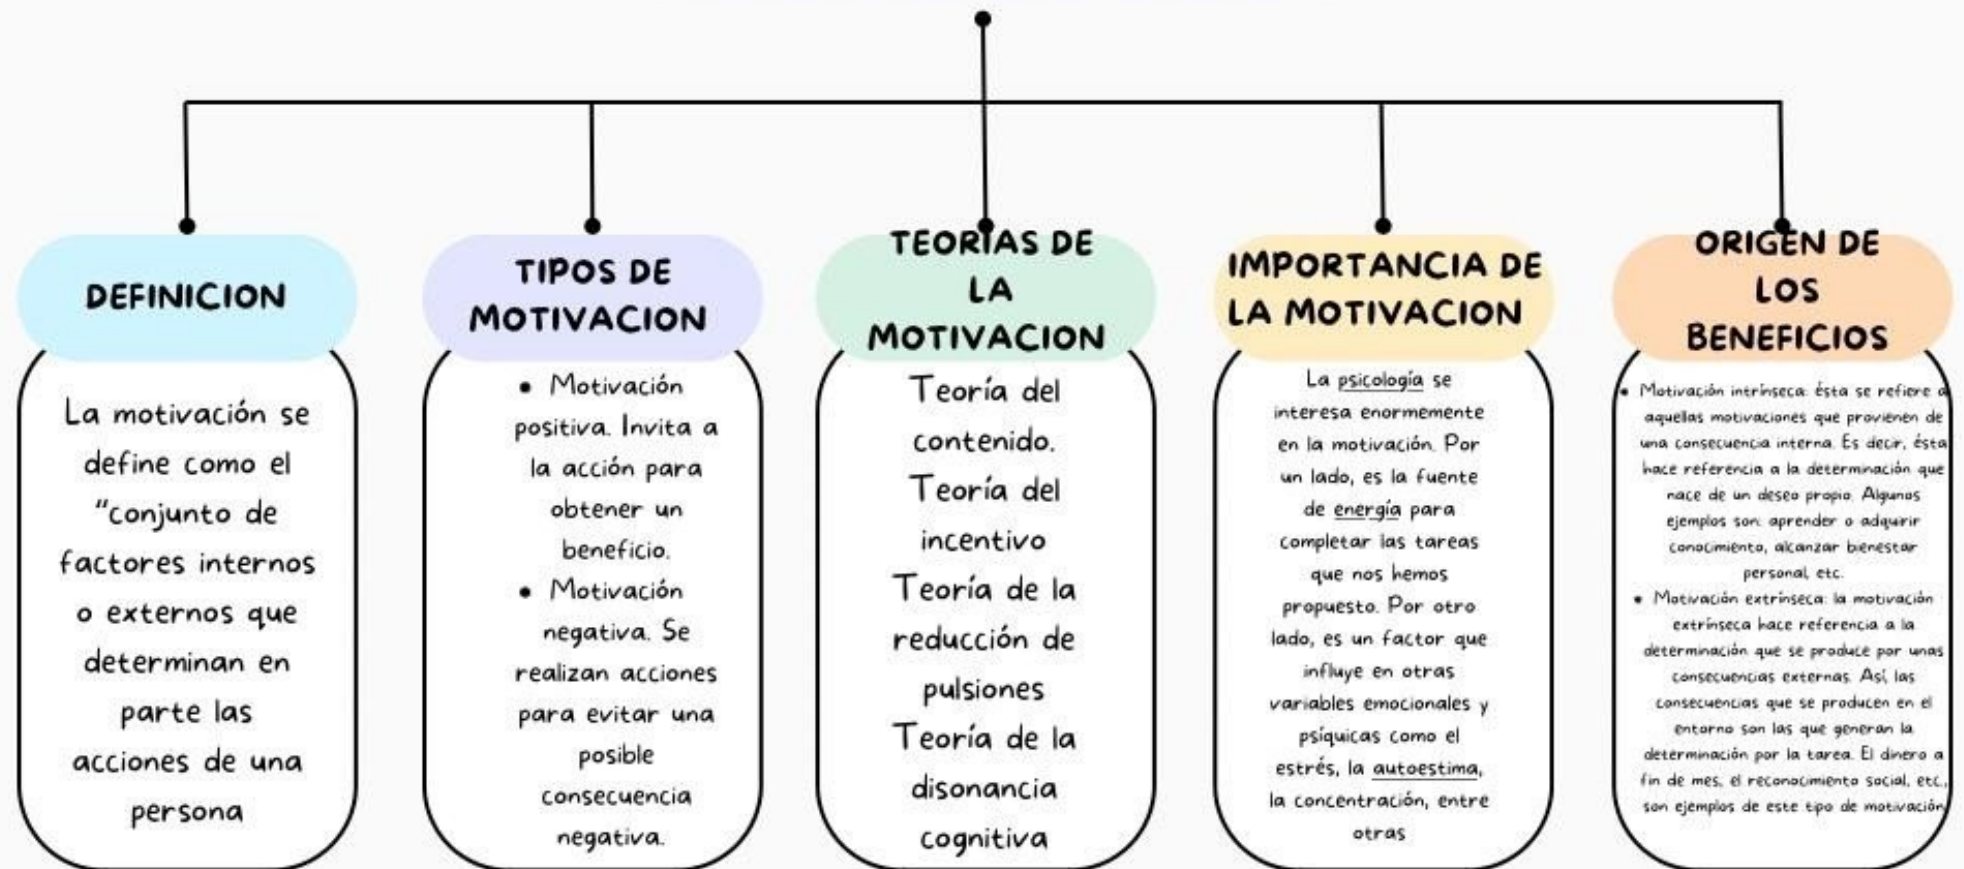 DEFINICION
La motivación se
define como el
"conjunto de
factores internos
o externos que
determinan en
parte las
acciones de una
persona
TIPOS DE
MOTIVACION
• Motivación
positiva. Invita a
la acción para
obtener un
beneficio.
• Motivación
negativa. Se
realizan acciones
para evitar una
posible
consecuencia
negativa.
TEORÍAS DE
LA
MOTIVACION
Teoría del
contenido.
Teoría del
incentivo
Teoría de la
reducción de
pulsiones
Teoría de la
disonancia
cognitiva
IMPORTANCIA DE
LA MOTIVACION
La psicología se
interesa enormemente
en la motivación. Por
un lado, es la fuente
de energía para
completar las tareas
que nos hemos
propuesto. Por otro
lado, es un factor que
influye en otras
variables emocionales y
psíquicas como el
estrés, la autoestima,
la concentración, entre
otras
ORIGEN DE
LOS
BENEFICIOS
• Motivación intrínseca: ésta se refiere a
aquellas motivaciones que provienen de
una consecuencia interna. Es decir, ésta
hace referencia a la determinación que
nace de un deseo propio. Algunos
ejemplos son: aprender o adquirir
conocimiento, alcanzar bienestar
personal, etc.
• Motivación extrínseca: la motivación
extrínseca hace referencia a la
determinación que se produce por unas
consecuencias externas. Así, las
consecuencias que se producen en el
entorno son las que generan la
determinación por la tarea. El dinero a
fin de mes, el reconocimiento social, etc.,
son ejemplos de este tipo de motivación